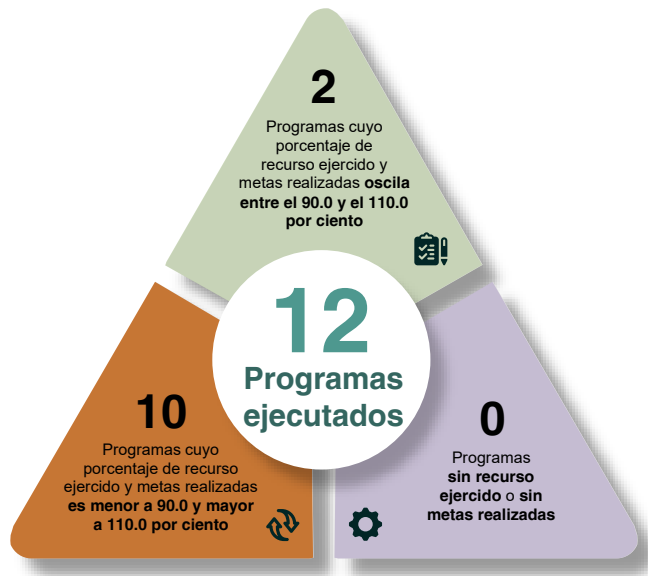 2
Programas cuyo
porcentaje de
recurso ejercido y
metas realizadas oscila
entre el 90.0 y el 110.0
por ciento
12
Programas
ejecutados
10
Programas cuyo
porcentaje de recurso
ejercido y metas realizadas
es menor a 90.0 y mayor
a 110.0 por ciento
0
Programas
sin recurso
ejercido o sin
metas realizadas